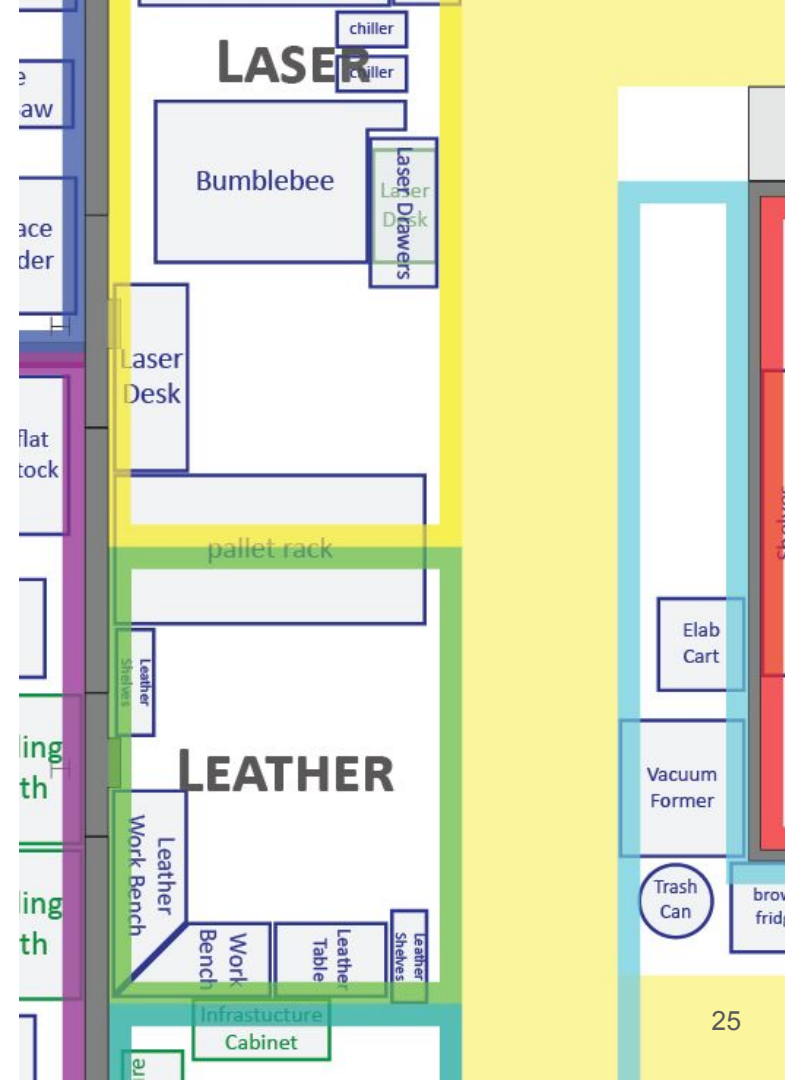 chiller
LASER
chiller
Bumblebee
Laser
Desk
Laser Drawers
Laser
Desk
pallet rack
Leather
Shelves
LEATHER
Leather
Work Bench
Work
Bench
Leather
Table
Leather
Shelves
Infrastucture
Cabinet
Elab
Cart
Vacuum
Former
Trash
Can
brow
fridg
e
aw
ace
der
flat
tock
ing
th
ing
th
25